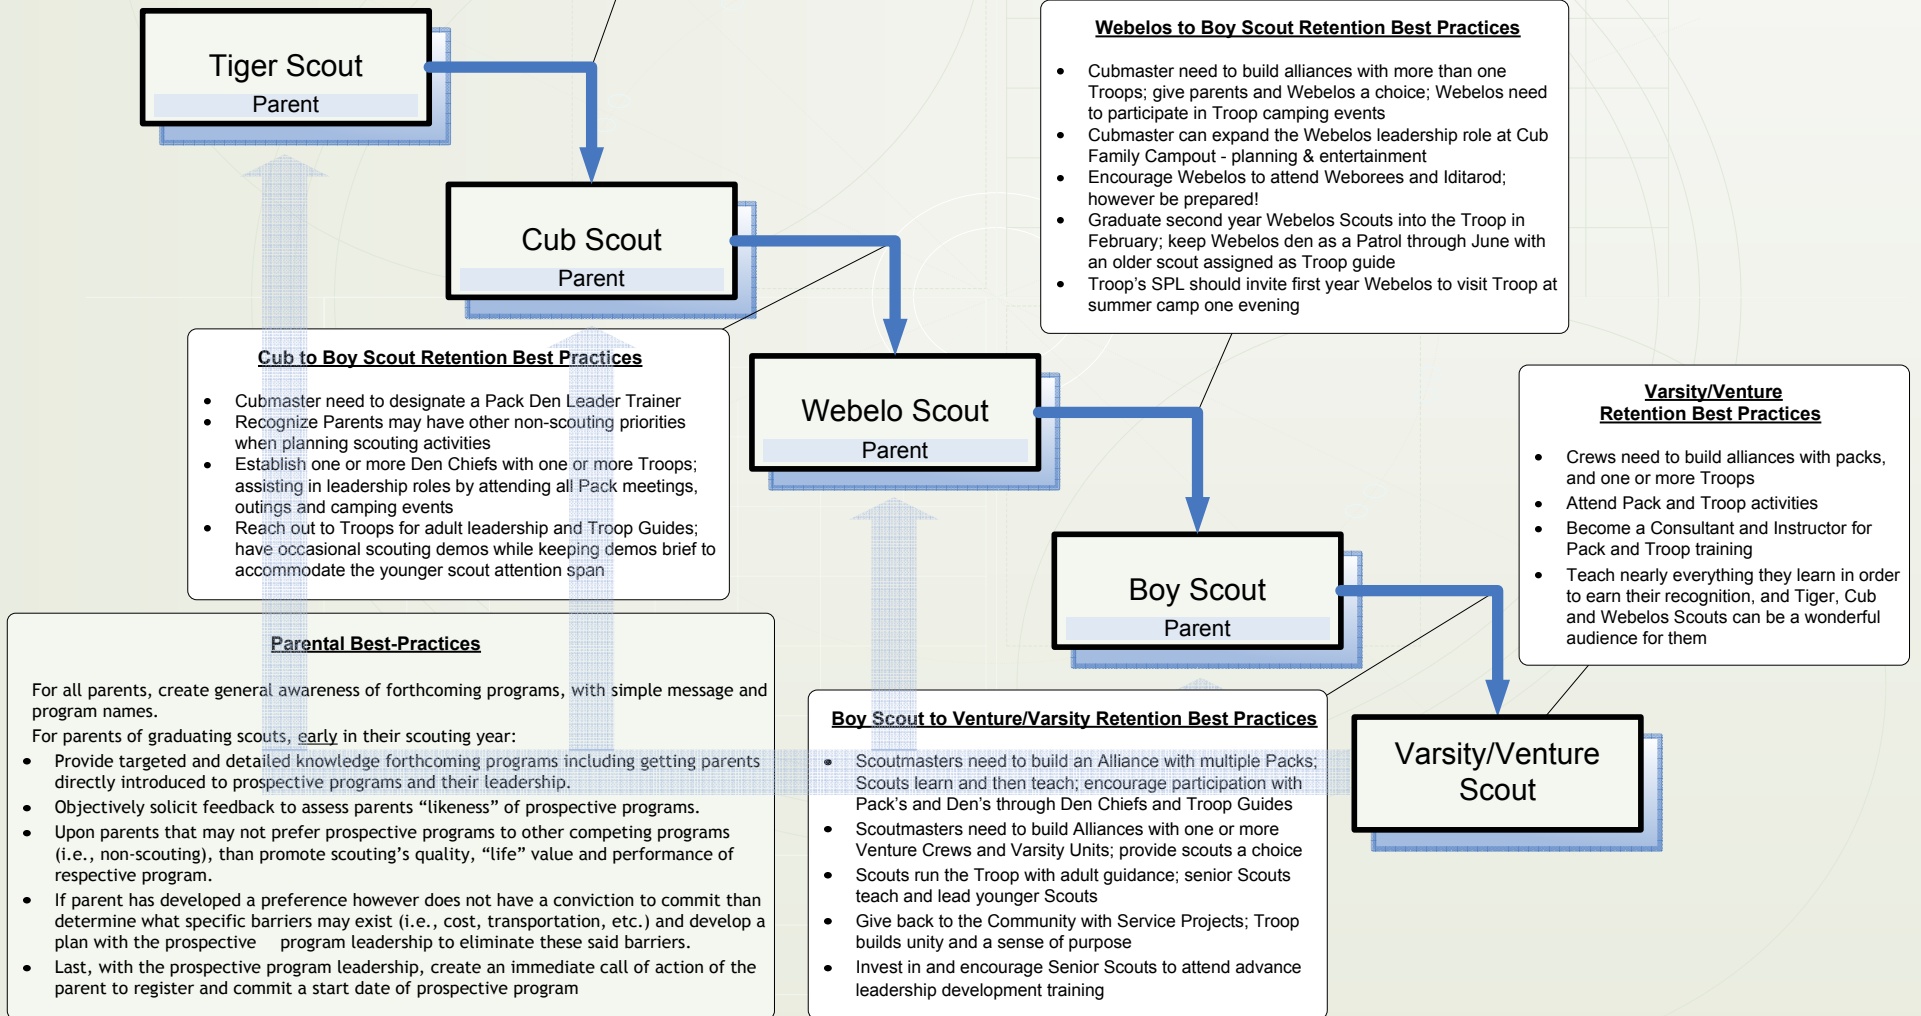 Tiger Scout
Parent
Cub Scout
Parent
Webelo Scout
Parent
Boy Scout
Parent
Varsity/Venture
Scout
Webelos to Boy Scout Retention Best Practices
• Cubmaster need to build alliances with more than one
Troops; give parents and Webelos a choice; Webelos need
to participate in Troop camping events
• Cubmaster can expand the Webelos leadership role at Cub
Family Campout - planning & entertainment
• Encourage Webelos to attend Weborees and Iditarod;
however be prepared!
• Graduate second year Webelos Scouts into the Troop in
February; keep Webelos den as a Patrol through June with
an older scout assigned as Troop guide
• Troop's SPL should invite first year Webelos to visit Troop at
summer camp one evening
Cub to Boy Scout Retention Best Practices
• Cubmaster need to designate a Pack Den Leader Trainer
• Recognize Parents may have other non-scouting priorities
when planning scouting activities
• Establish one or more Den Chiefs with one or more Troops;
assisting in leadership roles by attending all Pack meetings,
outings and camping events
• Reach out to Troops for adult leadership and Troop Guides;
have occasional scouting demos while keeping demos brief to
accommodate the younger scout attention span
Varsity/Venture
Retention Best Practices
• Crews need to build alliances with packs,
and one or more Troops
• Attend Pack and Troop activities
• Become a Consultant and Instructor for
Pack and Troop training
• Teach nearly everything they learn in order
to earn their recognition, and Tiger, Cub
and Webelos Scouts can be a wonderful
audience for them
Parental Best-Practices
For all parents, create general awareness of forthcoming programs, with simple message and
program names.
For parents of graduating scouts, early in their scouting year:
• Provide targeted and detailed knowledge forthcoming programs including getting parents
directly introduced to prospective programs and their leadership.
• Objectively solicit feedback to assess parents “likeness” of prospective programs.
• Upon parents that may not prefer prospective programs to other competing programs
(i.e., non-scouting), than promote scouting’s quality, “life” value and performance of
respective program.
• If parent has developed a preference however does not have a conviction to commit than
determine what specific barriers may exist (i.e., cost, transportation, etc.) and develop a
plan with the prospective program leadership to eliminate these said barriers.
• Last, with the prospective program leadership, create an immediate call of action of the
parent to register and commit a start date of prospective program
Boy Scout to Venture/Varsity Retention Best Practices
• Scoutmasters need to build an Alliance with multiple Packs;
Scouts learn and then teach; encourage participation with
Pack’s and Den’s through Den Chiefs and Troop Guides
• Scoutmasters need to build Alliances with one or more
Venture Crews and Varsity Units; provide scouts a choice
• Scouts run the Troop with adult guidance; senior Scouts
teach and lead younger Scouts
• Give back to the Community with Service Projects; Troop
builds unity and a sense of purpose
• Invest in and encourage Senior Scouts to attend advance
leadership development training